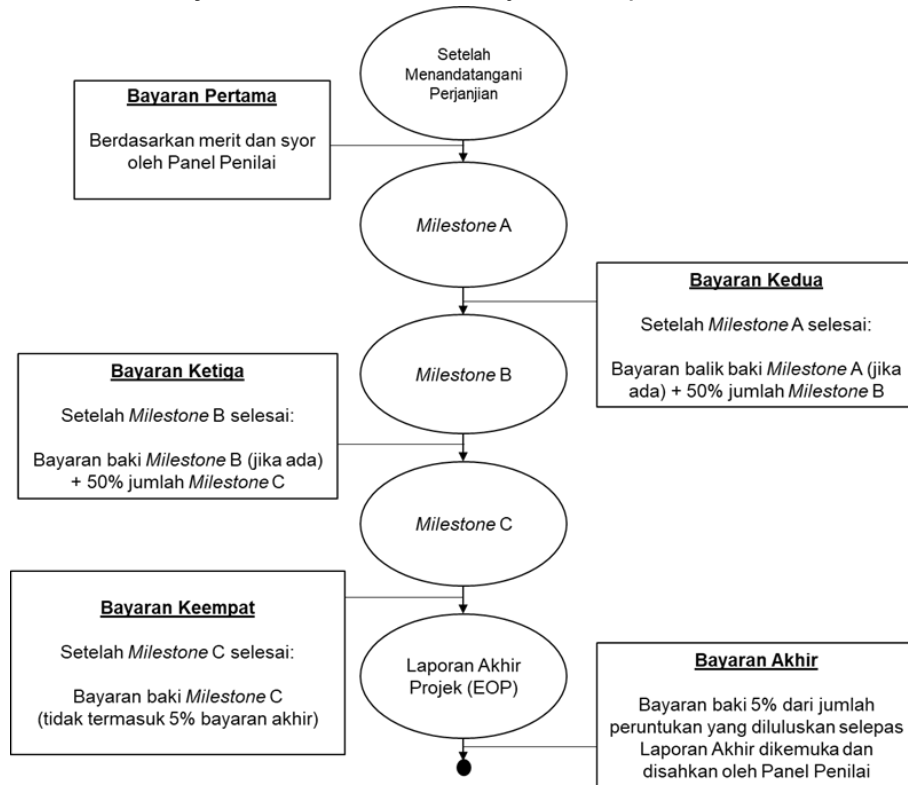 Setelah
Menandatangani
Perjanjian
Bayaran Pertama
Berdasarkan merit dan syor
oleh Panel Penilai
Milestone A
Bayaran Kedua
Setelah Milestone A selesai:
Bayaran balik baki Milestone A (jika
ada) + 50% jumlah Milestone B
Milestone B
Bayaran Ketiga
Setelah Milestone B selesai:
Bayaran baki Milestone B (jika ada)
+ 50% jumlah Milestone C
Milestone C
Bayaran Keempat
Setelah Milestone C selesai:
Bayaran baki Milestone C
(tidak termasuk 5% bayaran akhir)
Laporan Akhir
Projek (EOP)
Bayaran Akhir
Bayaran baki 5% dari jumlah
peruntukan yang diluluskan selepas
Laporan Akhir dikemuka dan
disahkan oleh Panel Penilai